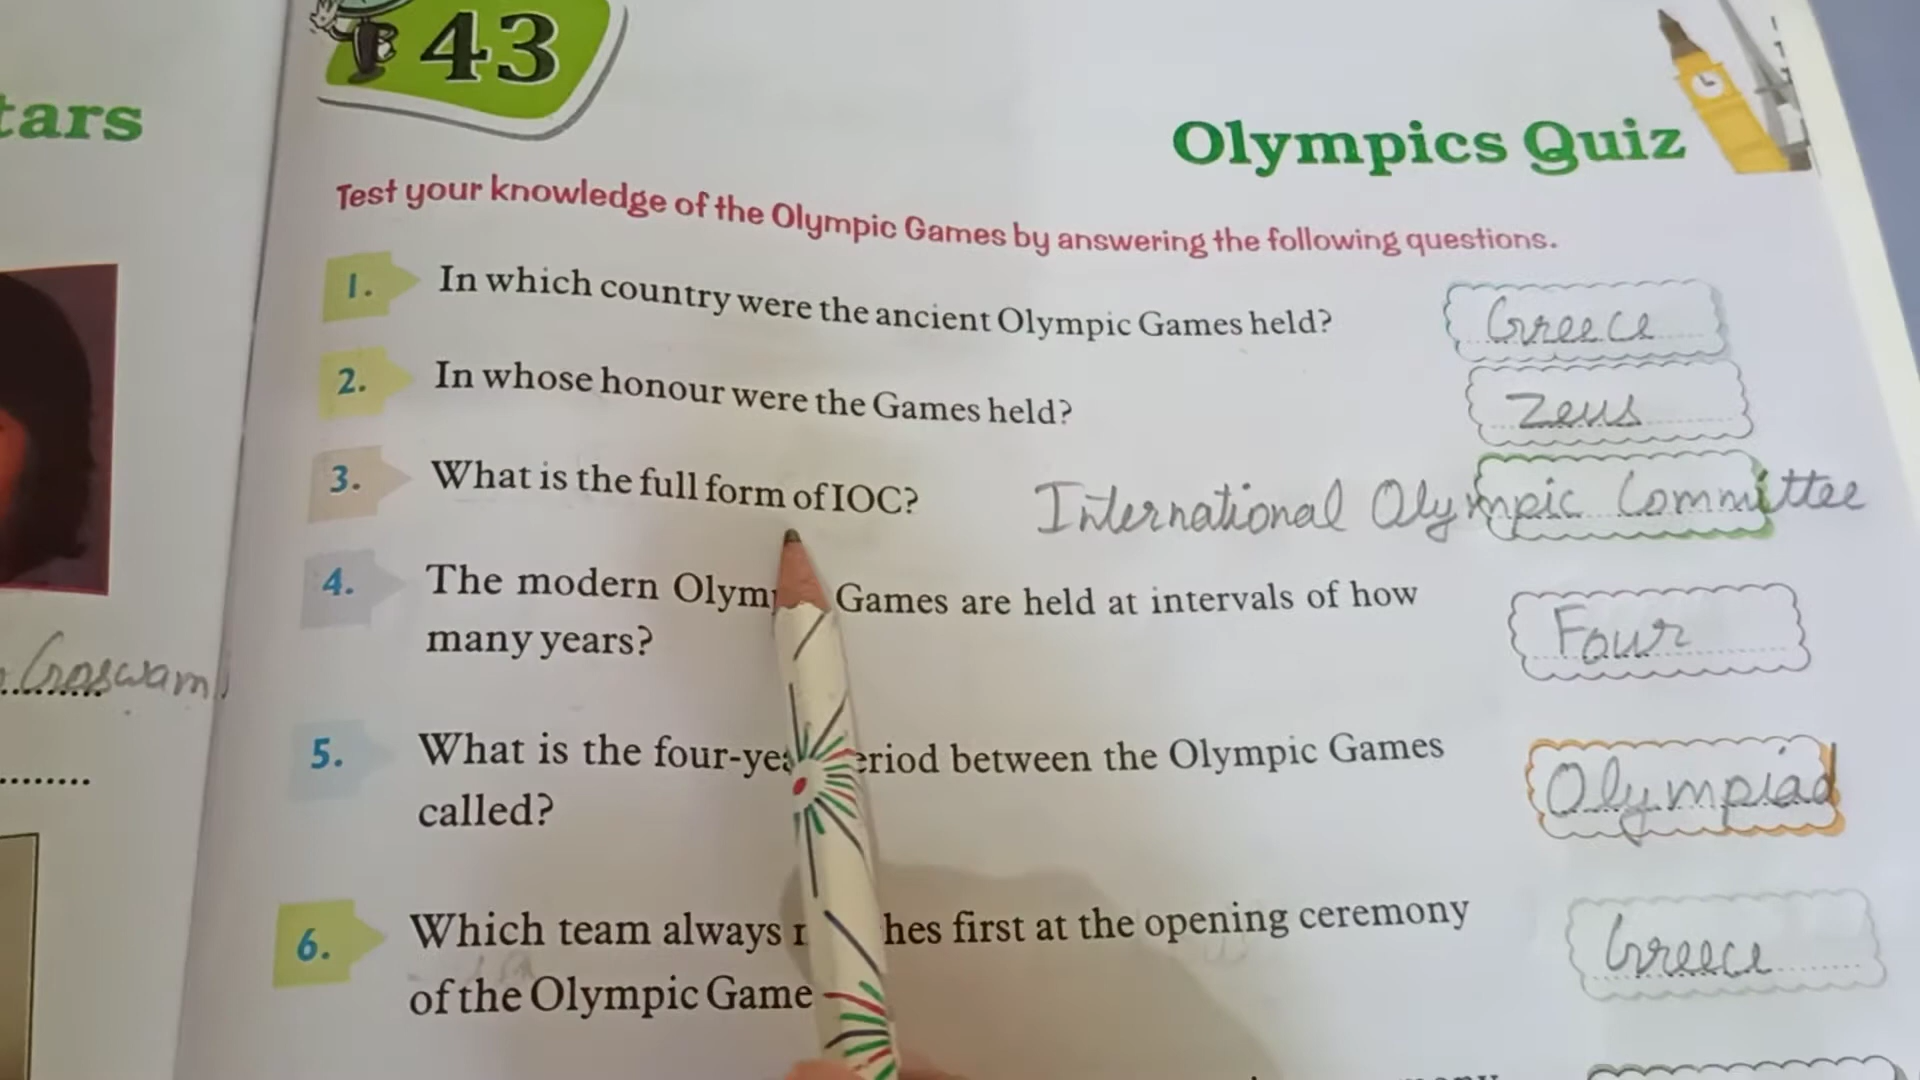 tars
43
Olympics Quiz
Test your knowledge of the Olympic Games by answering the following questions.
1. In which country were the ancient Olympic Games held? Greece
2. In whose honour were the Games held? Zeus
3. What is the full form of IOC? International Olympic Committee
4. The modern Olymp Games are held at intervals of how
many years? Four
Goswami
5. What is the four-yea eriod between the Olympic Games
called? Olympiad
6. Which team always hes first at the opening ceremony
of the Olympic Game Greece